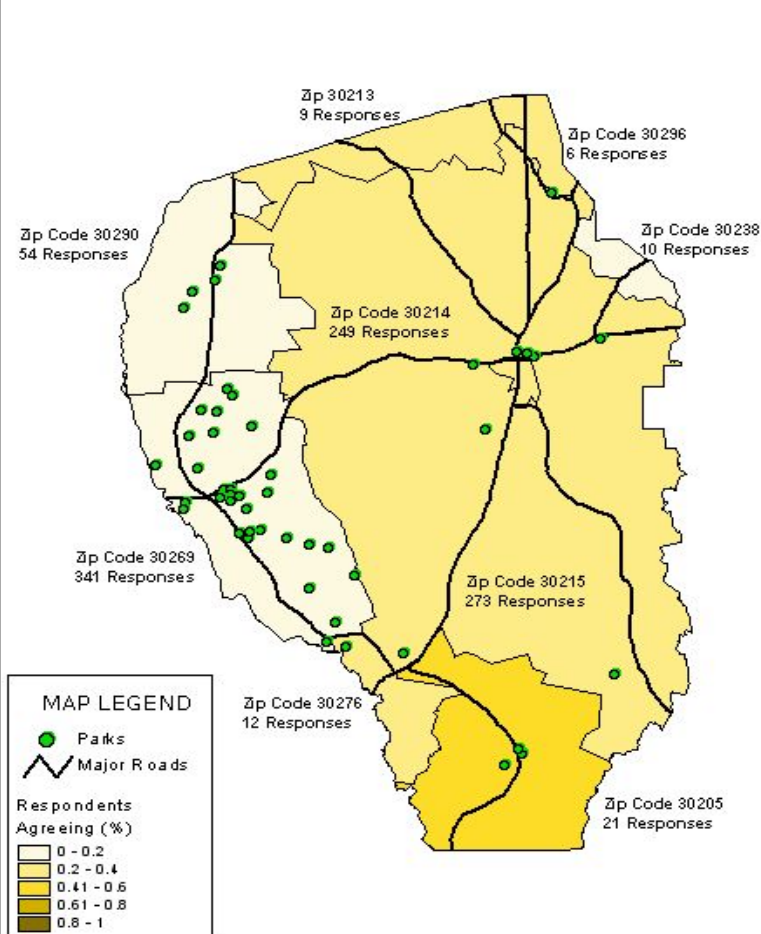 Zip 30213
9 Responses
Zip Code 30296
6 Responses
Zip Code 30290
54 Responses
Zip Code 30238
10 Responses
Zip Code 30214
249 Responses
Zip Code 30269
341 Responses
Zip Code 30215
273 Responses
Zip Code 30276
12 Responses
Zip Code 30205
21 Responses
MAP LEGEND
Parks
Major Roads
Respondents
Agreeing (%)
0 - 0.2
0.2 - 0.4
0.41 - 0.6
0.61 - 0.8
0.8 - 1